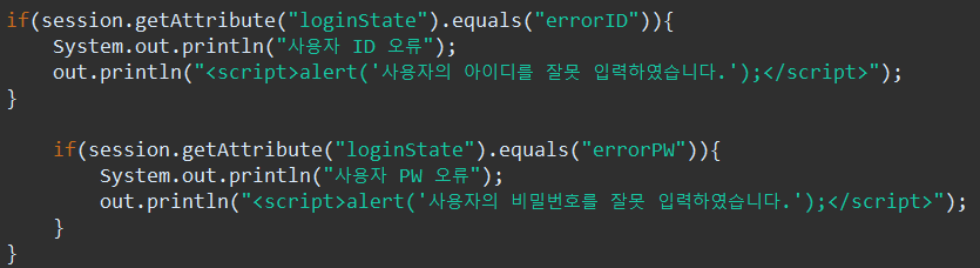 if(session.getAttribute("loginState").equals("errorID")){
System.out.println("사용자 ID 오류");
out.println("<script>alert('사용자의 아이디를 잘못 입력하였습니다.');</script>");
}
if(session.getAttribute("loginState").equals("errorPW")){
System.out.println("사용자 PW 오류");
out.println("<script>alert('사용자의 비밀번호를 잘못 입력하였습니다.');</script>");
}
}